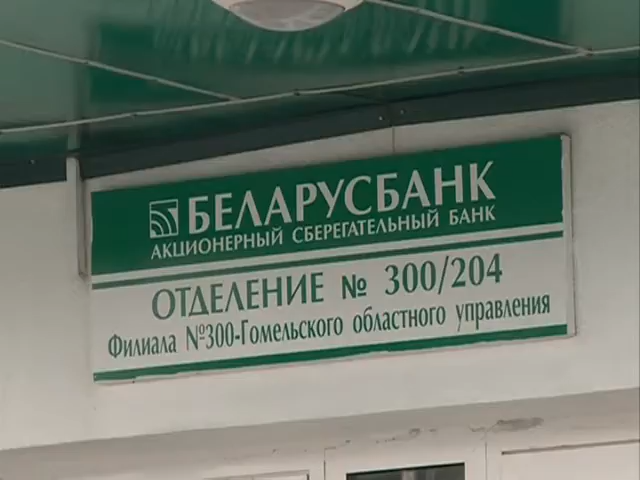 БЕЛАРУСБАНК
АКЦИОНЕРНЫЙ СБЕРЕГАТЕЛЬНЫЙ БАНК
ОТДЕЛЕНИЕ № 300/204
Филиала №300-Гомельского областного управления